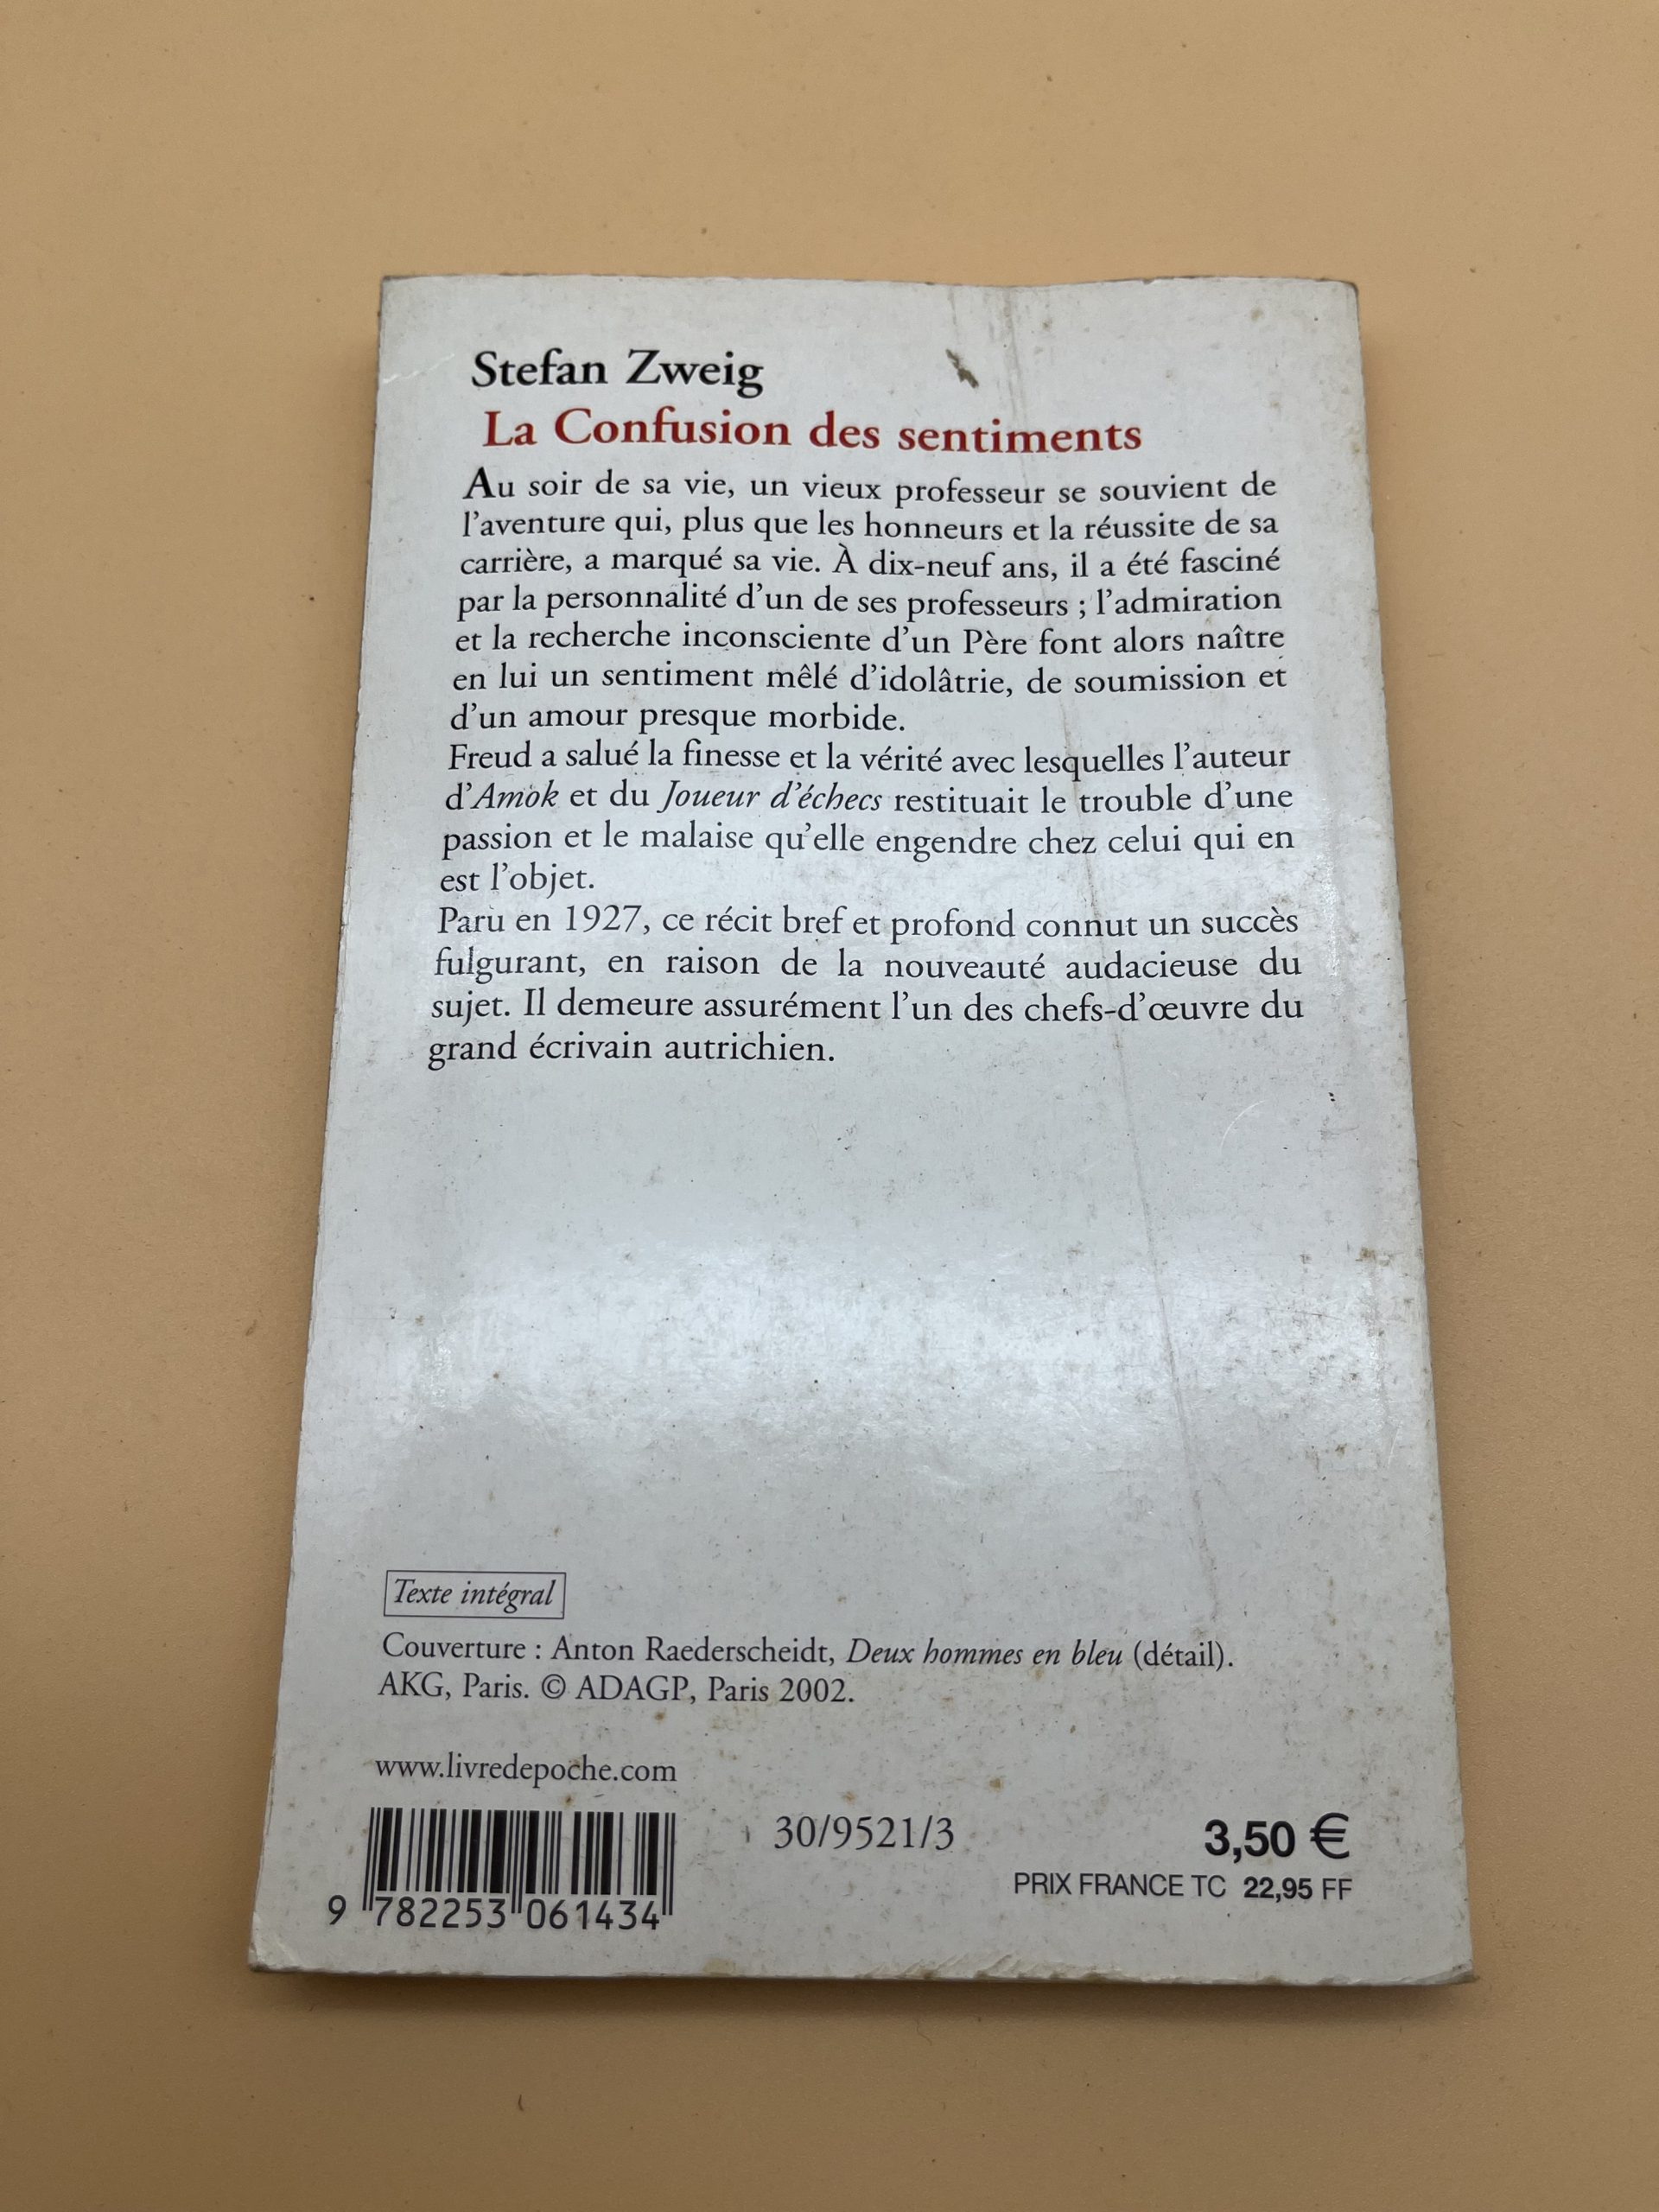 Stefan Zweig
La Confusion des sentiments
Au soir de sa vie, un vieux professeur se souvient de
l'aventure qui, plus que les honneurs et la réussite de sa
carrière, a marqué sa vie. À dix-neuf ans, il a été fasciné
par la personnalité d'un de ses professeurs ; l'admiration
et la recherche inconsciente d'un Père font alors naître
en lui un sentiment mêlé d'idolâtrie, de soumission et
d'un amour presque morbide.
Freud a salué la finesse et la vérité avec lesquelles l'auteur
d'Amok et du Joueur d'échecs restituait le trouble d'une
passion et le malaise qu'elle engendre chez celui qui en
est l'objet.
Paru en 1927, ce récit bref et profond connut un succès
fulgurant, en raison de la nouveauté audacieuse du
sujet. Il demeure assurément l'un des chefs-d'œuvre du
grand écrivain autrichien.
Texte intégral
Couverture : Anton Raederscheidt, Deux hommes en bleu (détail).
AKG, Paris. © ADAGP, Paris 2002.
www.livredepoche.com
9 782253 061434
30/9521/3
3,50 €
PRIX FRANCE TC 22,95 FF